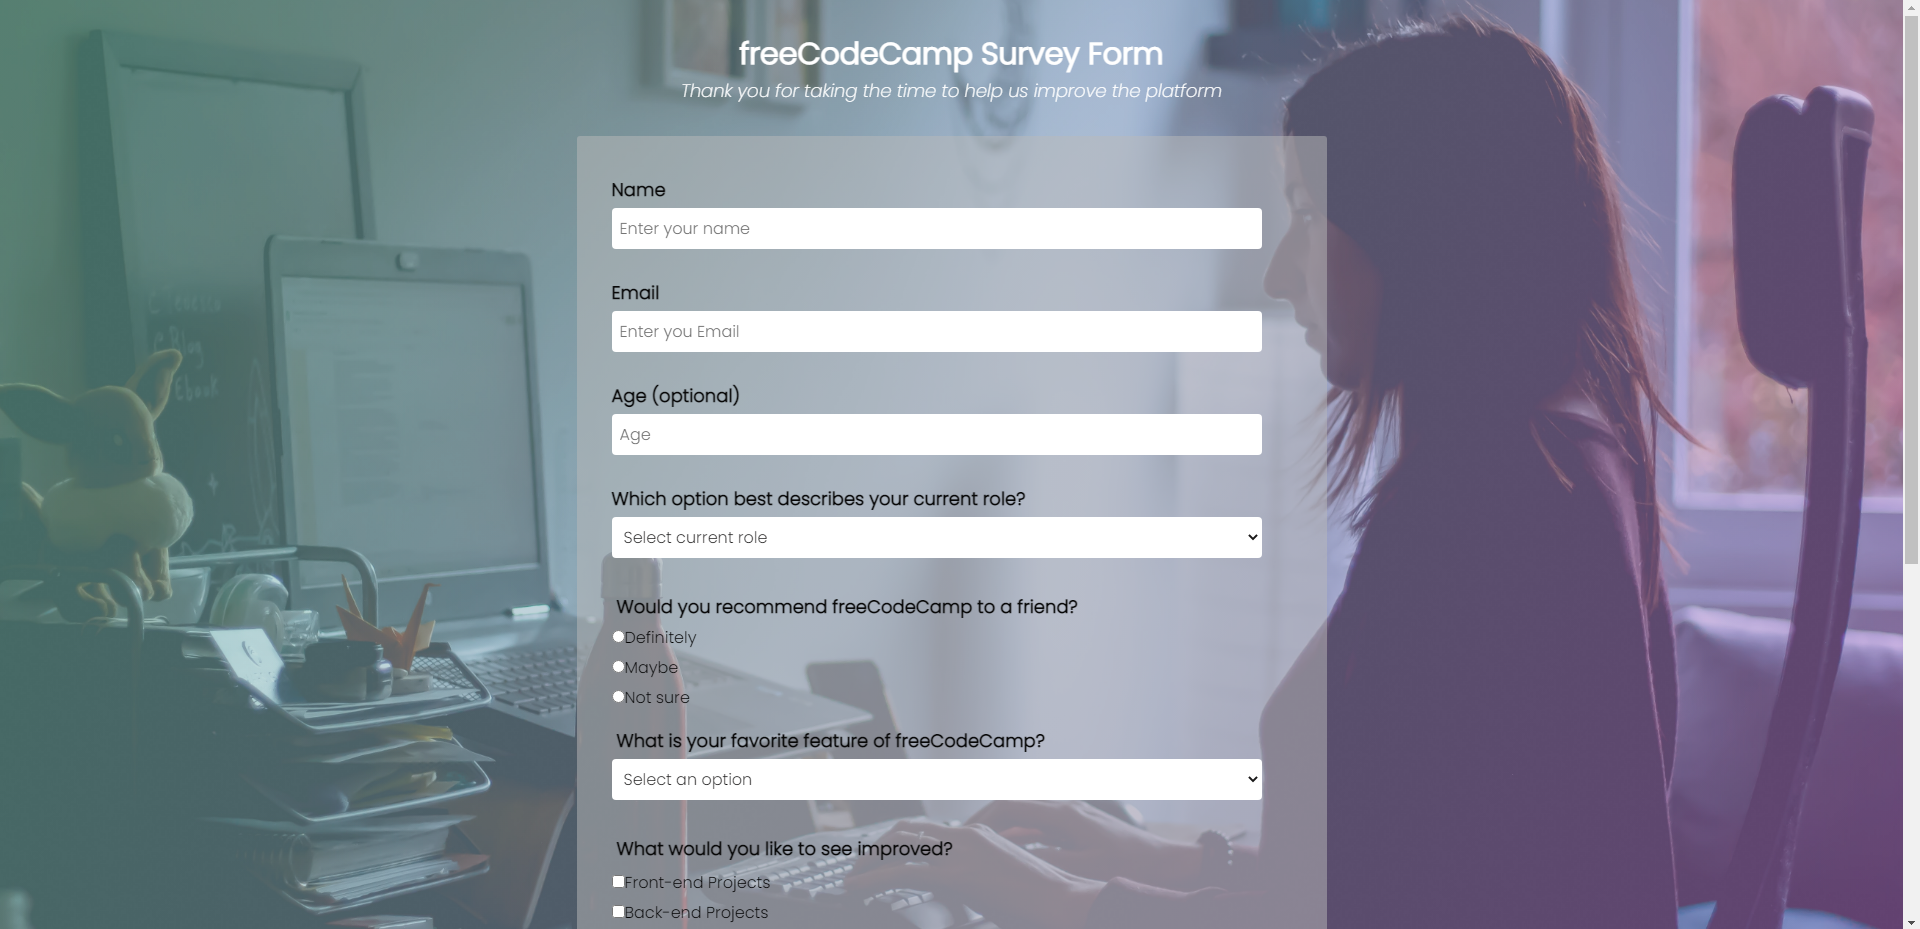 freeCodeCamp Survey Form
Thank you for taking the time to help us improve the platform
Name
Enter your name
Email
Enter you Email
Age (optional)
Age
Which option best describes your current role?
Select current role
Would you recommend freeCodeCamp to a friend?
Definitely
Maybe
Not sure
What is your favorite feature of freeCodeCamp?
Select an option
What would you like to see improved?
Front-end Projects
Back-end Projects